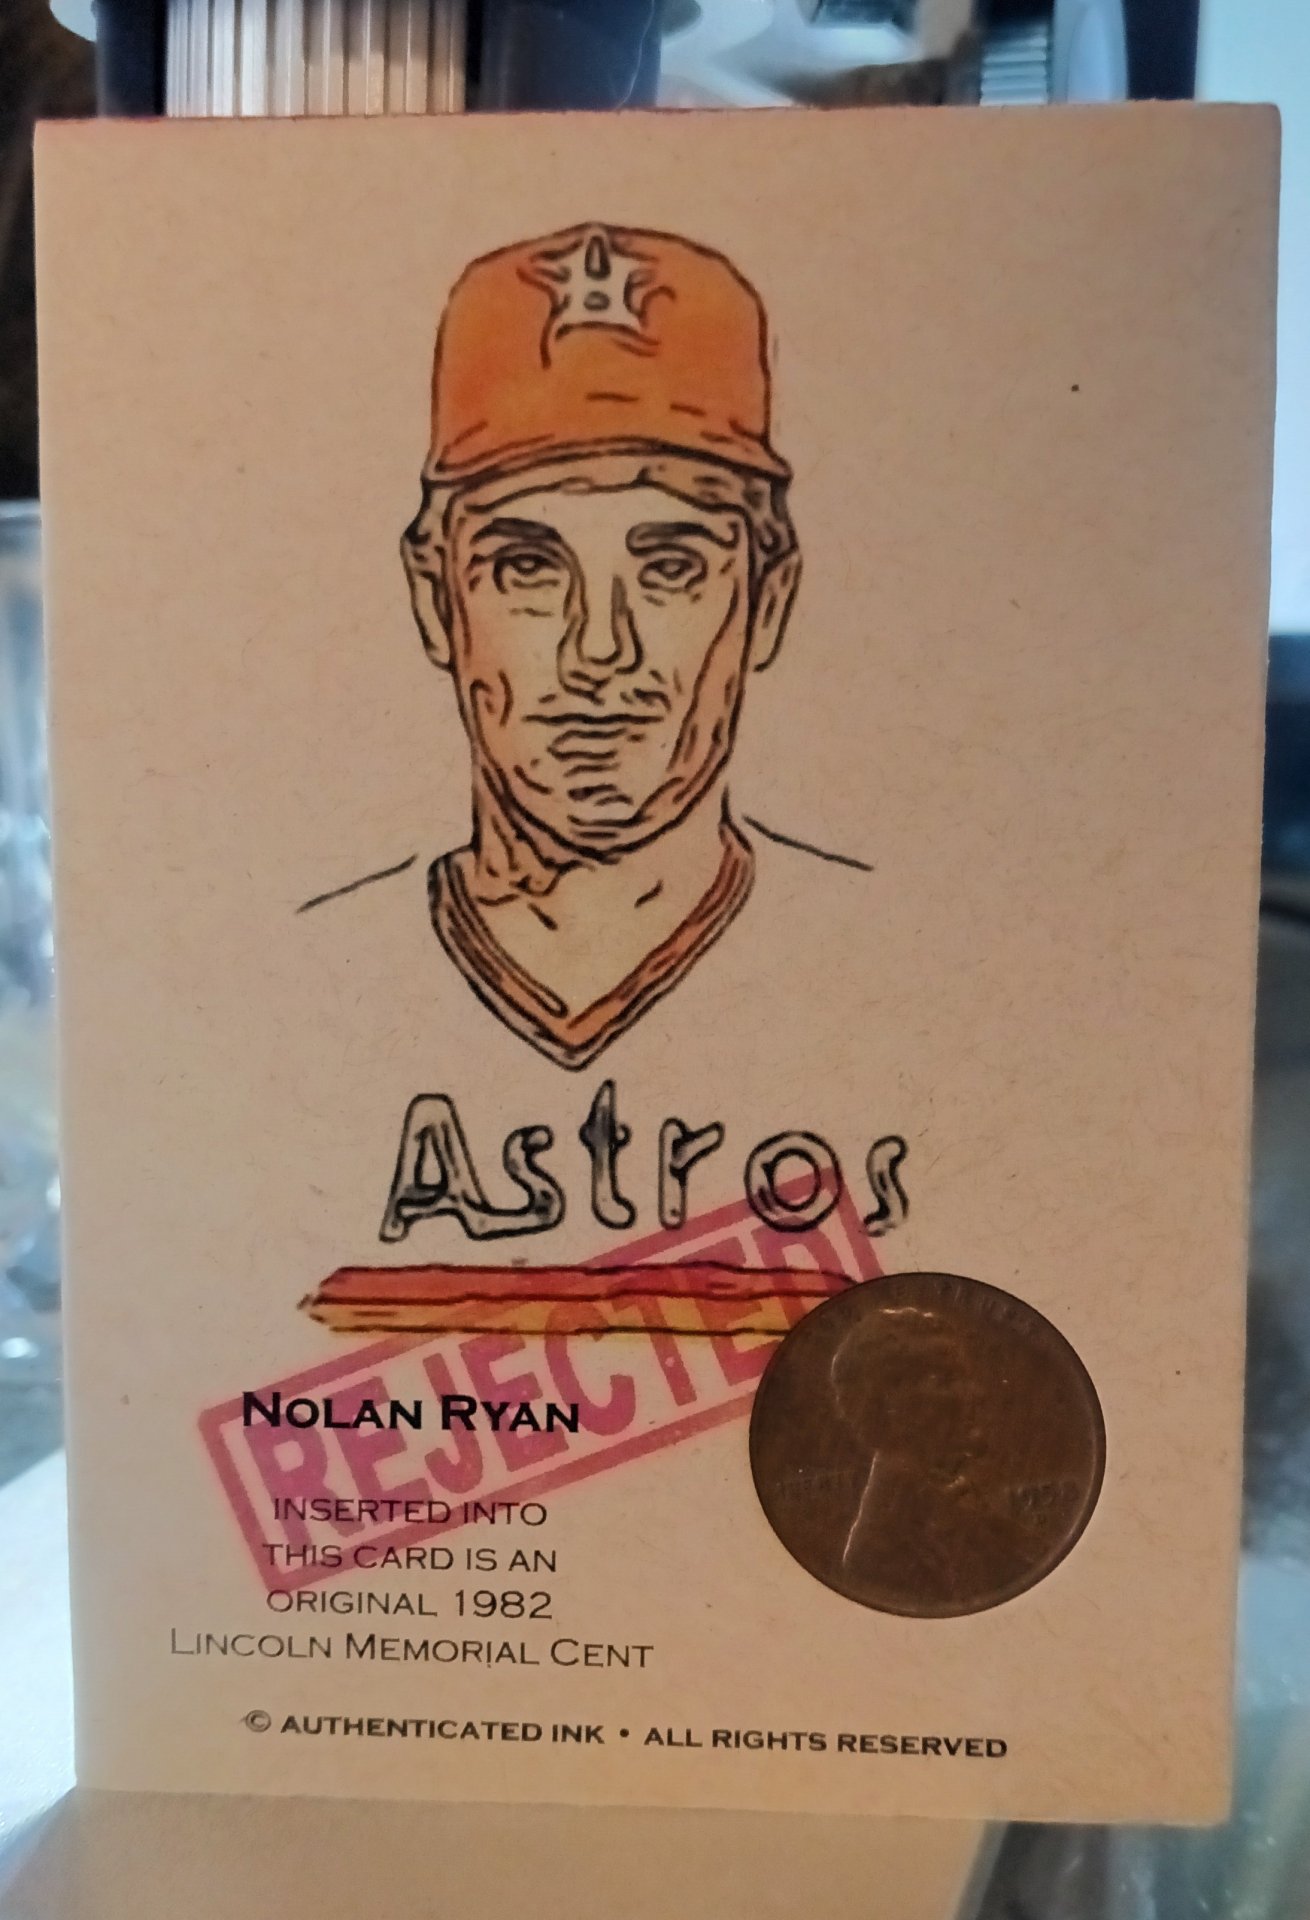 Astros
REJECTED
NOLAN RYAN
INSERTED INTO
THIS CARD IS AN
ORIGINAL 1982
LINCOLN MEMORIAL CENT
© AUTHENTICATED INK • ALL RIGHTS RESERVED